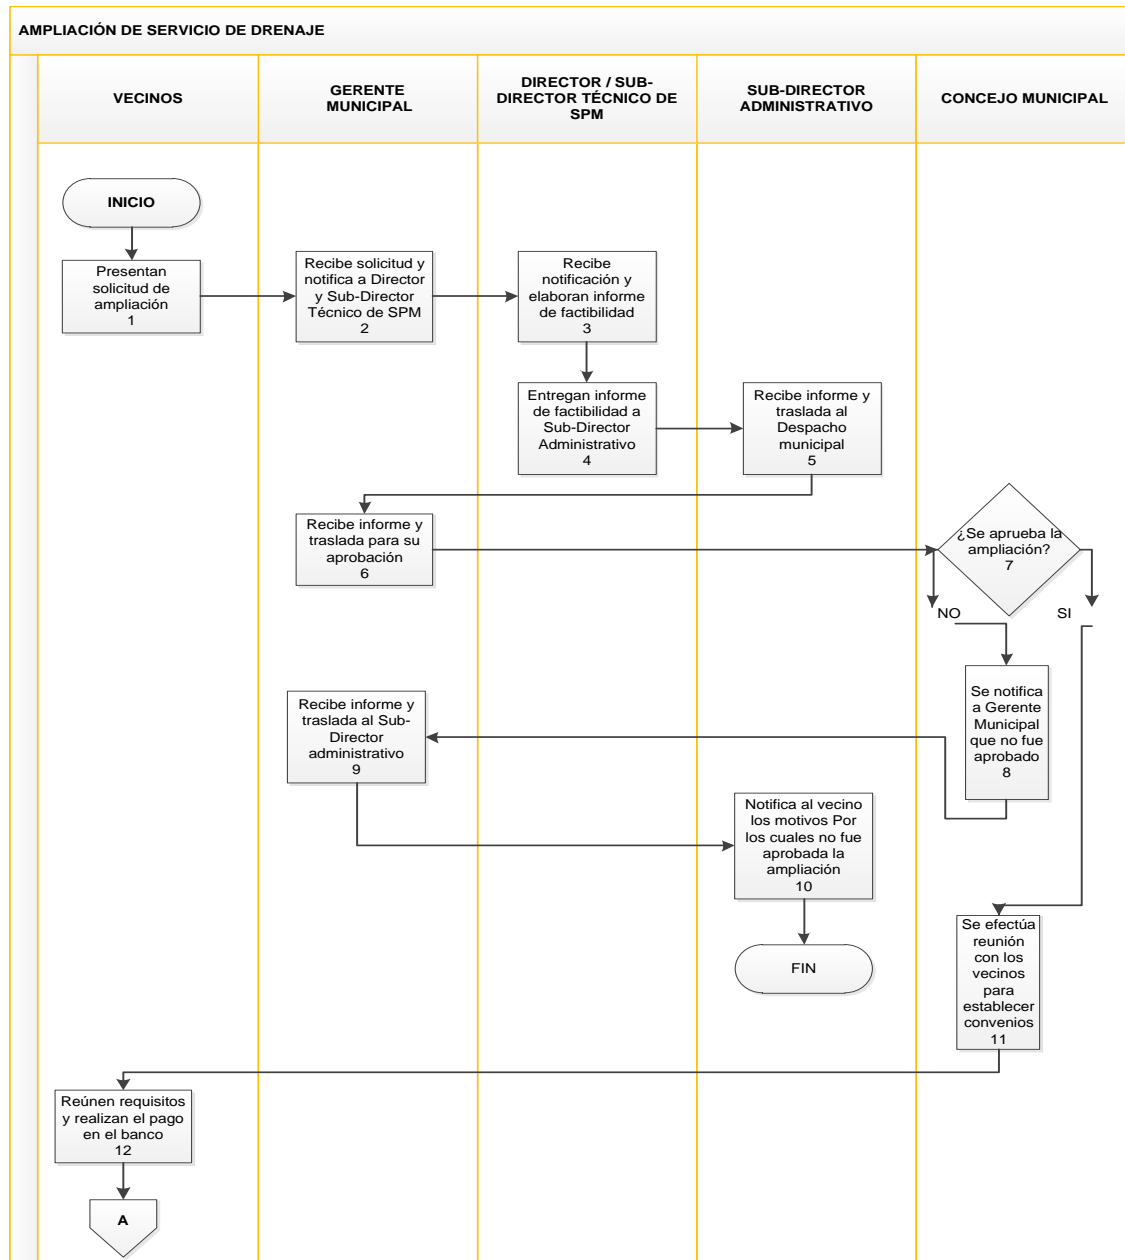 AMPLIACIÓN DE SERVICIO DE DRENAJE
VECINOS
GERENTE
MUNICIPAL
DIRECTOR / SUB-
DIRECTOR TÉCNICO DE
SPM
SUB-DIRECTOR
ADMINISTRATIVO
CONCEJO MUNICIPAL
INICIO
Presentan
solicitud de
ampliación
1
Recibe solicitud y
notifica a Director
y Sub-Director
Técnico de SPM
2
Recibe
notificación y
elaboran informe
de factibilidad
3
Entregan informe
de factibilidad a
Sub-Director
Administrativo
4
Recibe informe y
traslada al
Despacho
municipal
5
Recibe informe y
traslada para su
aprobación
6
¿Se aprueba la
ampliación?
7
NO
SI
Se notifica
a Gerente
Municipal
que no fue
aprobado
8
Recibe informe y
traslada al Sub-
Director
administrativo
9
Notifica al vecino
los motivos Por
los cuales no fue
aprobada la
ampliación
10
FIN
Se efectúa
reunión
con los
vecinos
para
establecer
convenios
11
Reúnen requisitos
y realizan el pago
en el banco
12
A